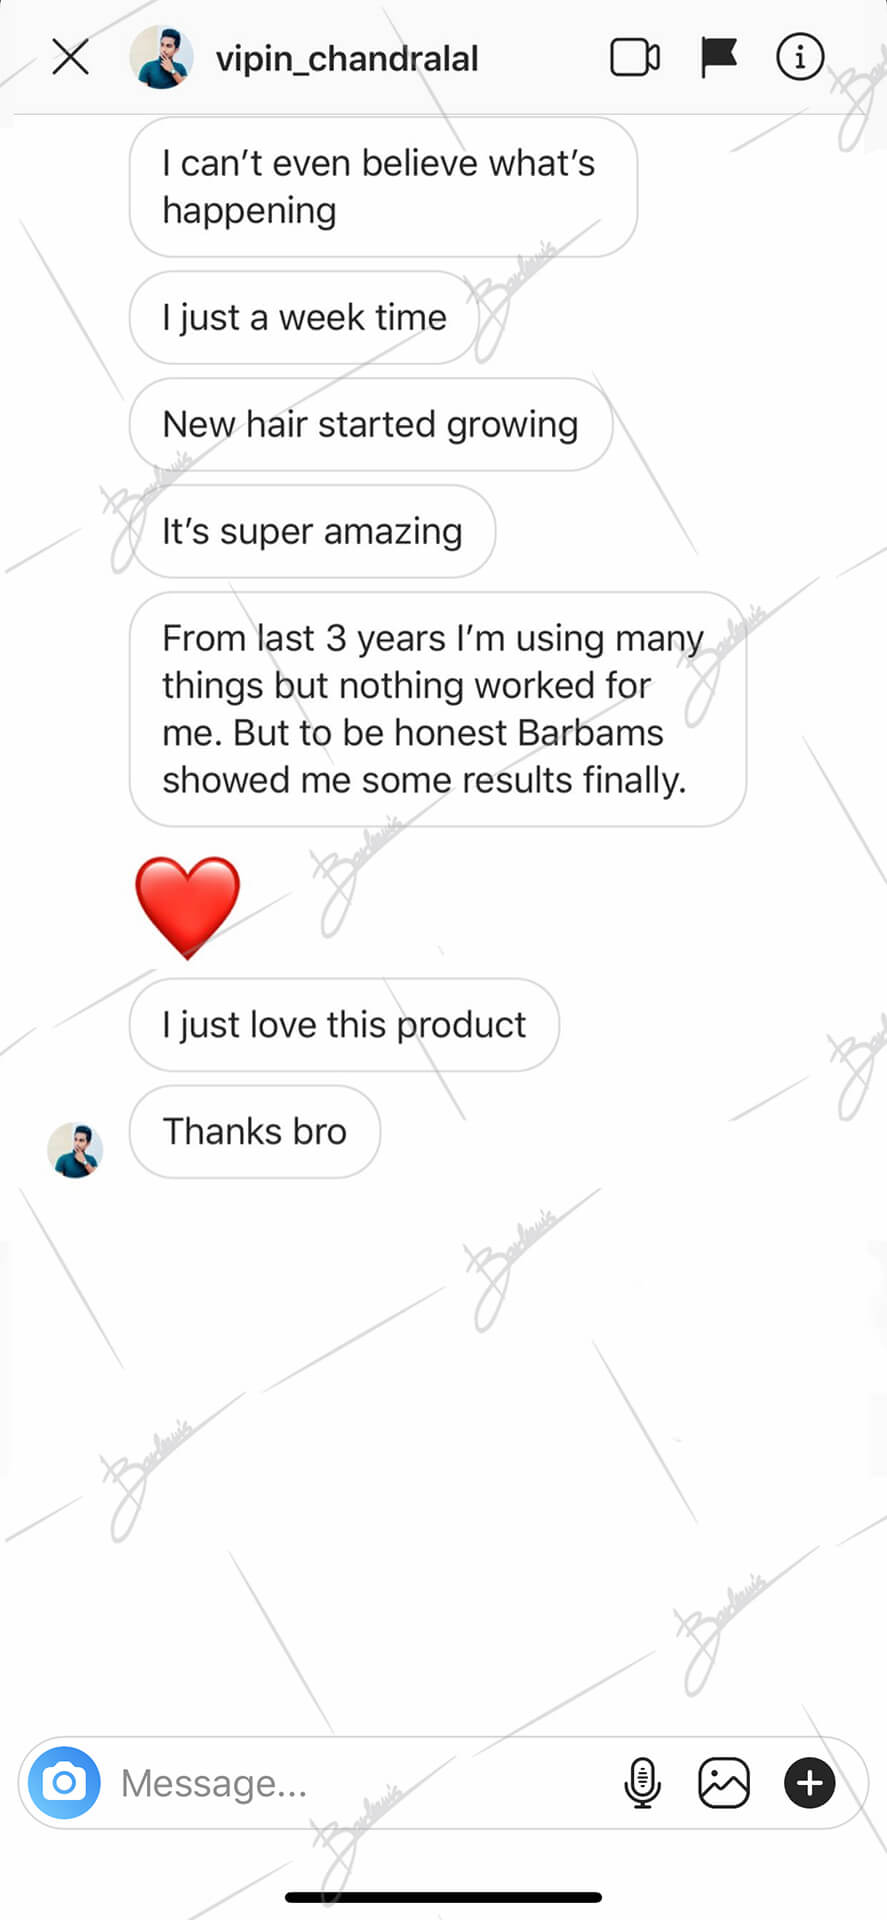 vipin_chandralal
I can’t even believe what’s
happening
I just a week time
New hair started growing
It’s super amazing
From last 3 years I’m using many
things but nothing worked for
me. But to be honest Barbams
showed me some results finally.
I just love this product
Thanks bro
Message...